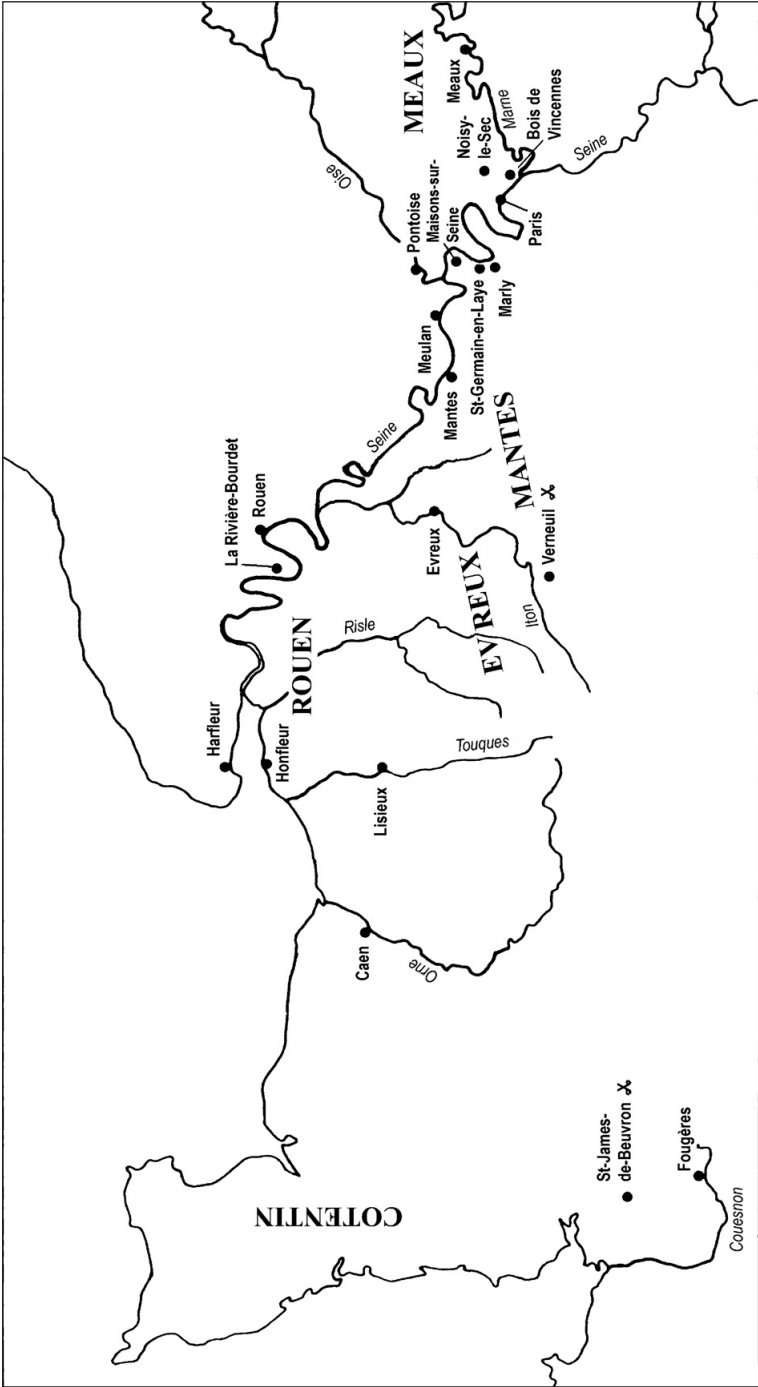 MEAUX
Meaux
Marne
Noisy-
le-Sec
Bois de
Vincennes
Seine
Oise
Pontoise
Maisons-sur-
Seine
Paris
St-Germain-en-Laye
Marly
Meulan
Mantes
Seine
MANTES
La Rivière-Bourdet
Rouen
Evreux
EVREUX
Verneuil
Iton
Risle
ROUEN
Harfleur
Honfleur
Touques
Lisieux
Caen
Orne
COTENTIN
St-James-
de-Beuvron
Fougères
Couesnon